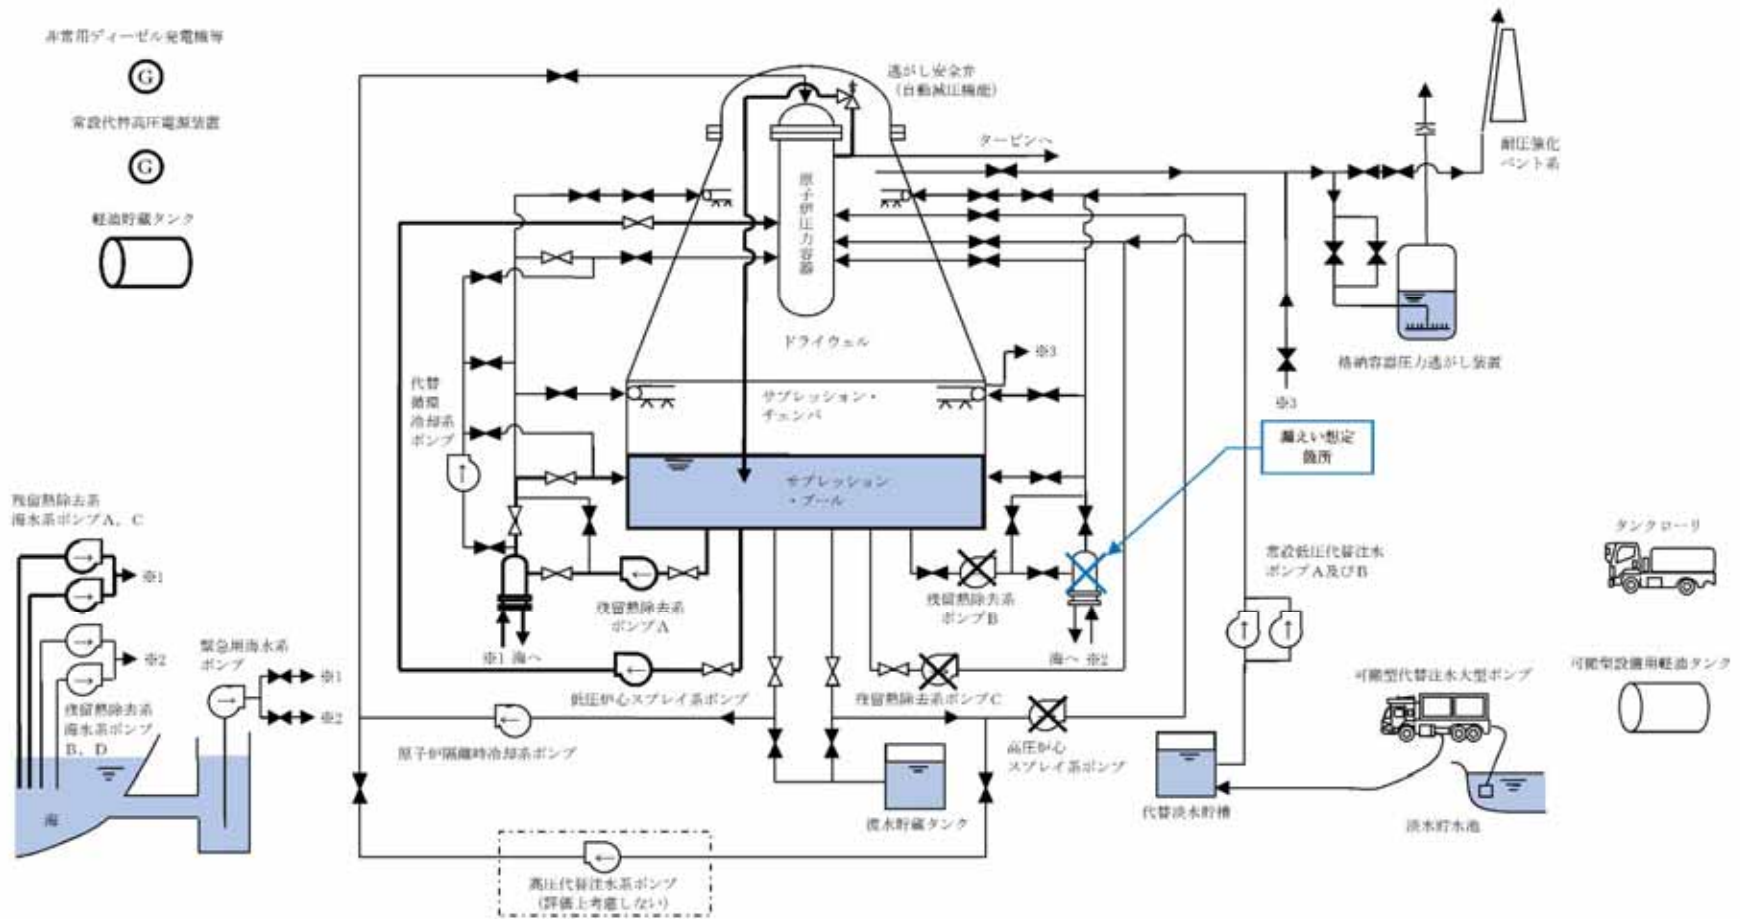 非常用ディーゼル発電機等
G
常設代替高圧電源装置
G
軽油貯蔵タンク
逃がし安全弁
(自動減圧機能)
タービンへ
耐圧強化
ベント系
原子炉圧力容器
ドライウェル
※3
格納容器圧力逃がし装置
※3
代替
循環
冷却系
ポンプ
サプレッション・
チェンバ
漏えい想定
箇所
サプレッション
・プール
残留熱除去系
海水系ポンプA,C
※1
※2
残留熱除去系
海水系ポンプ
B,D
海
緊急用海水系
ポンプ
※1
※2
残留熱除去系
ポンプA
※1 海へ
残留熱除去系
ポンプB
海へ ※2
常設低圧代替注水
ポンプA及びB
タンクローリ
低圧炉心スプレイ系ポンプ
残留熱除去系ポンプC
可搬型代替注水大型ポンプ
可搬型設備用軽油タンク
原子炉隔離時冷却系ポンプ
高圧炉心
スプレイ系ポンプ
復水貯蔵タンク
代替淡水貯槽
淡水貯水池
高圧代替注水系ポンプ
(評価上考慮しない)